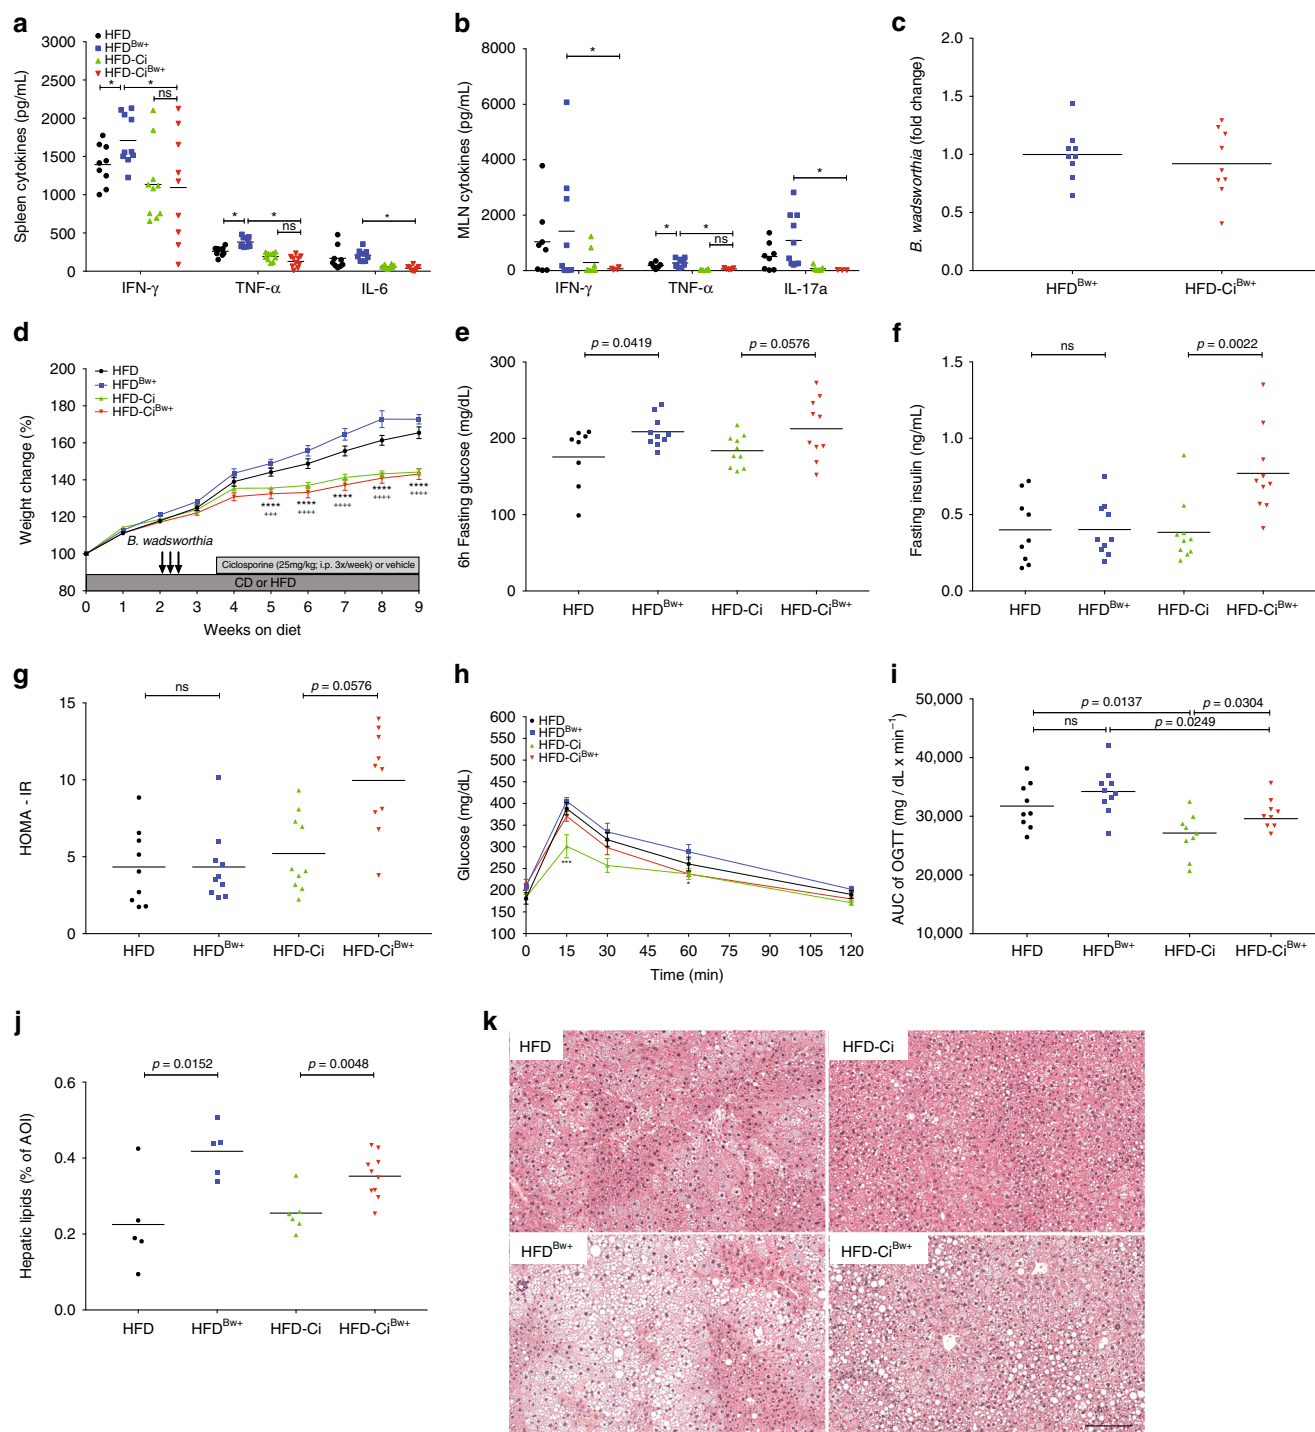 a
HFD
HFDBw+
HFD-Ci
HFD-CiBw+
Spleen cytokines (pg/mL)
3000
2500
2000
1500
1000
500
0
* *
ns
* *
ns
*
IFN-γ TNF-α IL-6
b
MLN cytokines (pg/mL)
8000
6000
4000
2000
0
*
* *
ns
*
IFN-γ TNF-α IL-17a
c
B. wadsworthia (fold change)
2.0
1.5
1.0
0.5
0.0
HFDBw+ HFD-CiBw+
d
HFD
HFDBw+
HFD-Ci
HFD-CiBw+
Weight change (%)
200
180
160
140
120
100
80
**** **** **** **** ****
+++ ++++ ++++ ++++ ++++
B. wadsworthia
Ciclosporine (25mg/kg; i.p. 3x/week) or vehicle
CD or HFD
0 1 2 3 4 5 6 7 8 9
Weeks on diet
e
6h Fasting glucose (mg/dL)
300
200
100
0
p = 0.0419
p = 0.0576
HFD HFDBw+ HFD-Ci HFD-CiBw+
f
Fasting insulin (ng/mL)
1.5
1.0
0.5
0.0
ns
p = 0.0022
HFD HFDBw+ HFD-Ci HFD-CiBw+
g
HOMA - IR
15
10
5
0
ns
p = 0.0576
HFD HFDBw+ HFD-Ci HFD-CiBw+
h
HFD
HFDBw+
HFD-Ci
HFD-CiBw+
Glucose (mg/dL)
600
550
500
450
400
350
300
250
200
150
100
***
*
0 15 30 45 60 75 90 105 120
Time (min)
i
AUC of OGTT (mg / dL x min−1)
50,000
40,000
30,000
20,000
10,000
p = 0.0137
p = 0.0304
ns
p = 0.0249
HFD HFDBw+ HFD-Ci HFD-CiBw+
j
Hepatic lipids (% of AOI)
0.6
0.4
0.2
0.0
p = 0.0152
p = 0.0048
HFD HFDBw+ HFD-Ci HFD-CiBw+
k
HFD
HFD-Ci
HFDBw+
HFD-CiBw+